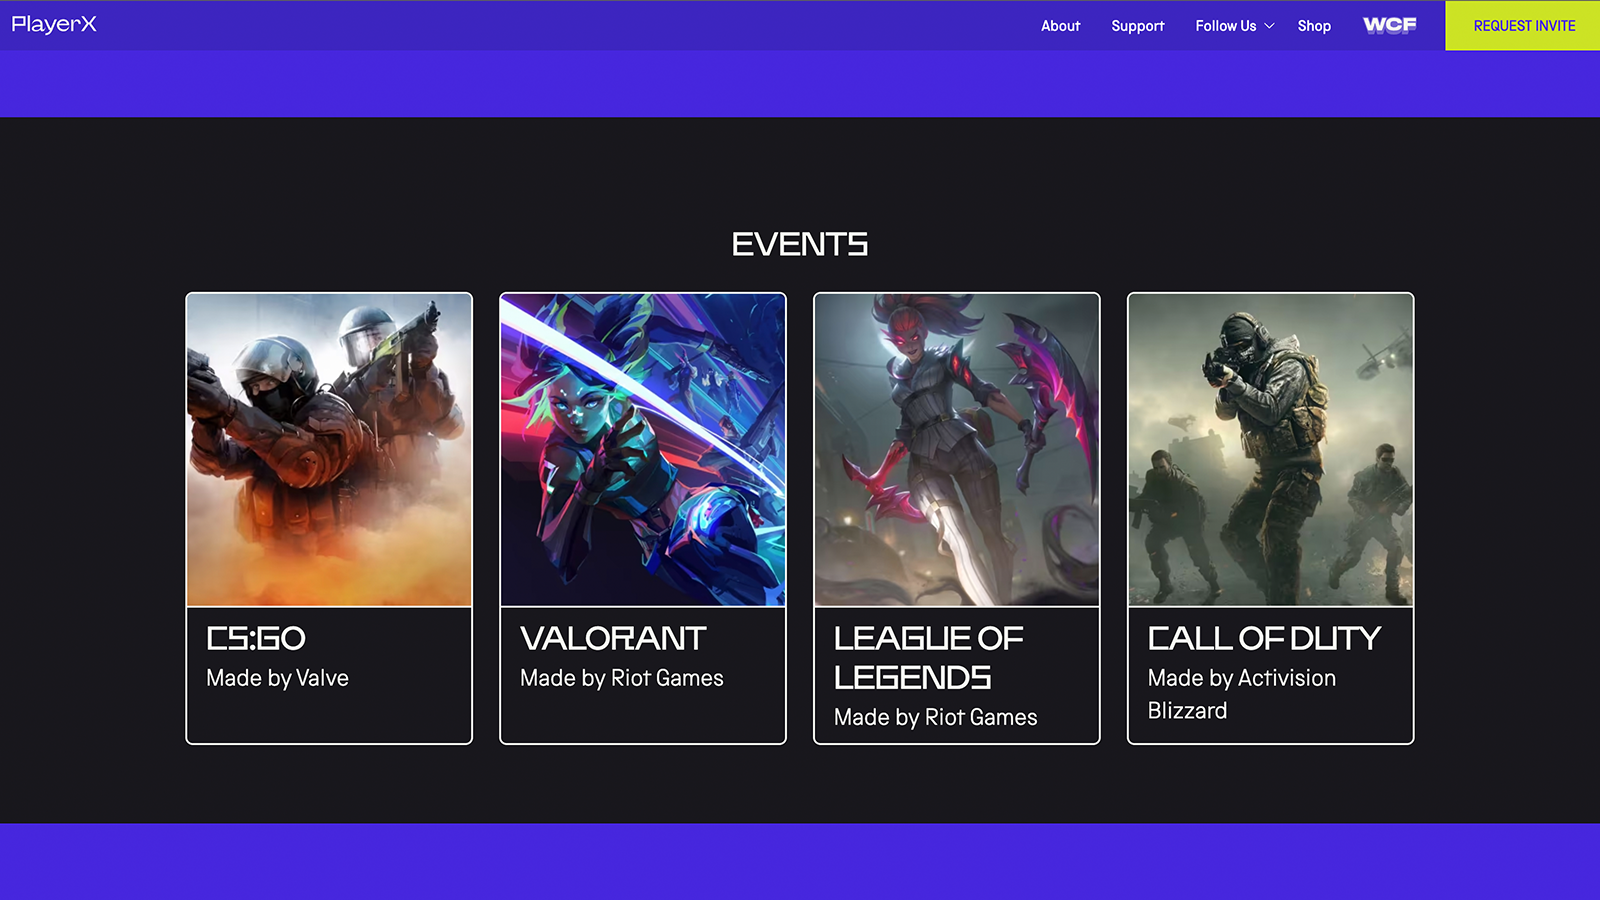 PlayerX
About Support Follow Us Shop WCF REQUEST INVITE
EVENTS
CS:GO
Made by Valve
VALORANT
Made by Riot Games
LEAGUE OF
LEGENDS
Made by Riot Games
CALL OF DUTY
Made by Activision
Blizzard